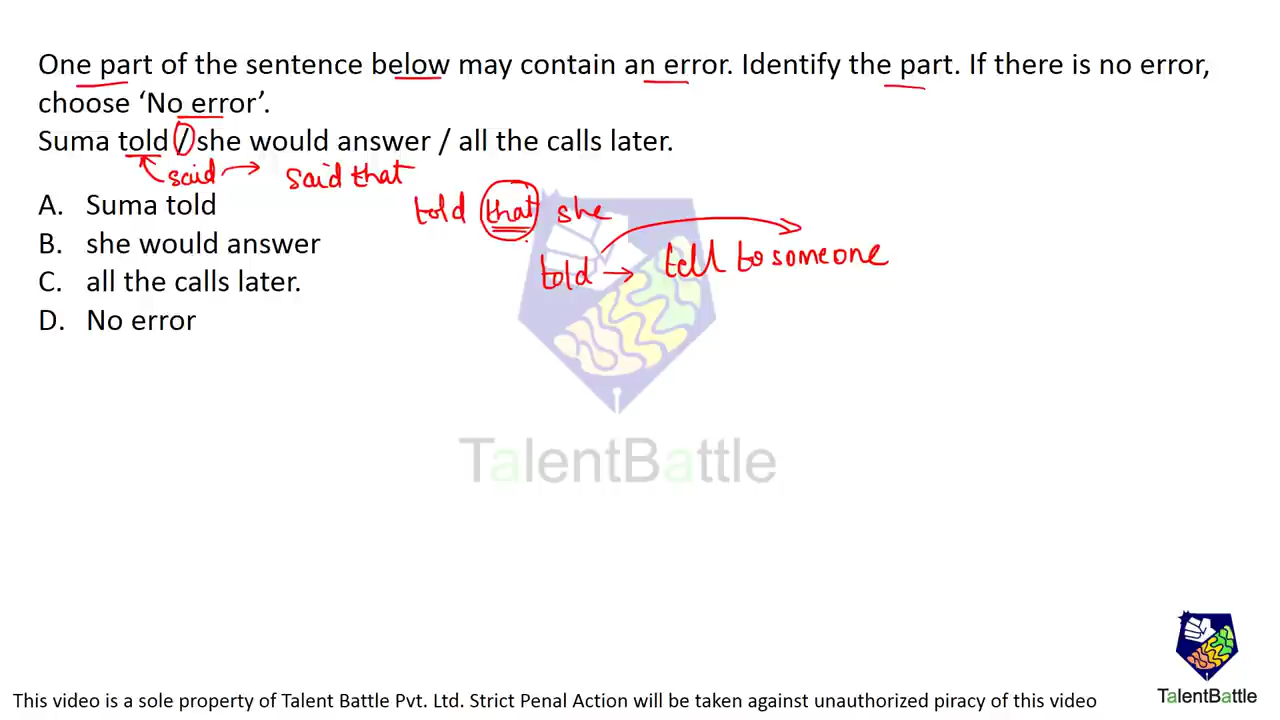 One part of the sentence below may contain an error. Identify the part. If there is no error,
choose ‘No error’.
Suma told / she would answer / all the calls later.
said → said that
A. Suma told
told that she
B. she would answer
told → tell to someone
C. all the calls later.
D. No error
TalentBattle
TalentBattle
This video is a sole property of Talent Battle Pvt. Ltd. Strict Penal Action will be taken against unauthorized piracy of this video